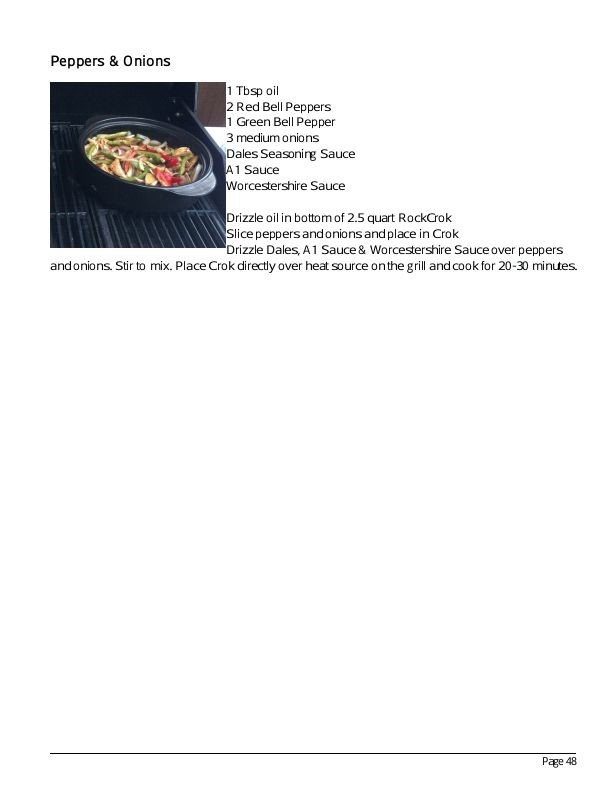 Peppers & Onions
1 Tbsp oil
2 Red Bell Peppers
1 Green Bell Pepper
3 medium onions
Dales Seasoning Sauce
A1 Sauce
Worcestershire Sauce
Drizzle oil in bottom of 2.5 quart RockCrok
Slice peppers and onions and place in Crok
Drizzle Dales, A1 Sauce & Worcestershire Sauce over peppers
and onions. Stir to mix. Place Crok directly over heat source on the grill and cook for 20-30 minutes.
Page 48